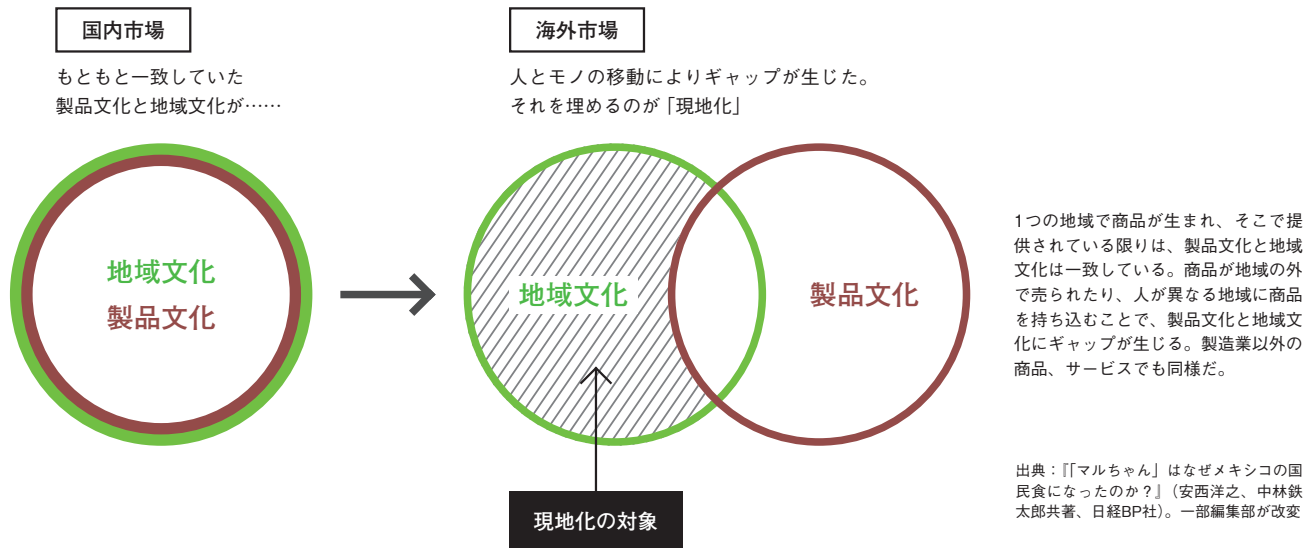 国内市場
もともと一致していた
製品文化と地域文化が……
地域文化
製品文化
海外市場
人とモノの移動によりギャップが生じた。
それを埋めるのが「現地化」
地域文化
製品文化
現地化の対象
1つの地域で商品が生まれ、そこで提
供されている限りは、製品文化と地域
文化は一致している。商品が地域の外
で売られたり、人が異なる地域に商品
を持ち込むことで、製品文化と地域文
化にギャップが生じる。製造業以外の
商品、サービスでも同様だ。
出典：『「マルちゃん」はなぜメキシコの国
民食になったのか？』（安西洋之、中林鉄
太郎共著、日経BP社）。一部編集部が改変